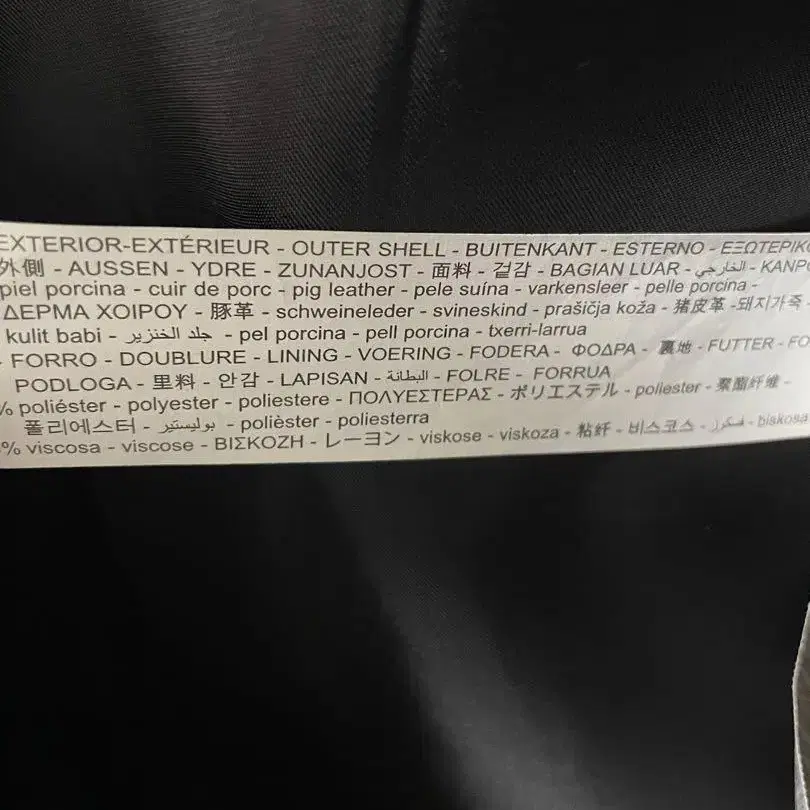 EXTERIOR-EXTÉRIEUR - OUTER SHELL - BUITENKANT - ESTERNO - ΕΞΩΤΕΡΙΚΟ
外側 - AUSSEN - YDRE - ZUNANJOST - 面料 - 겉감 - BAGIAN LUAR - الخارجي - KANPO
piel porcina - cuir de porc - pig leather - pele suína - varkensleer - pelle porcina -
ΔΕΡΜΑ ΧΟΙΡΟΥ - 豚革 - schweineleder - svineskind - prašičja koža - 猪皮革 -돼지가죽 -
kulit babi - جلد الخنزير - pel porcina - pell porcina - txerri-larrua
- FORRO - DOUBLURE - LINING - VOERING - FODERA - ΦΟΔΡΑ - 裏地 - FUTTER - FO
PODLOGA - 里料 - 안감 - LAPISAN - البطانة - FOLRE - FORRUA
% poliéster - polyester - poliestere - ΠΟΛΥΕΣΤΕΡΑΣ - ポリエステル - poliester - 聚酯纤维 -
폴리에스터 - بوليستير - polièster - poliesterra
% viscosa - viscose - ΒΙΣΚΟΖΗ - レーヨン - viskose - viskoza - 粘纤 - 비스코스 - فسكوز - biskosa